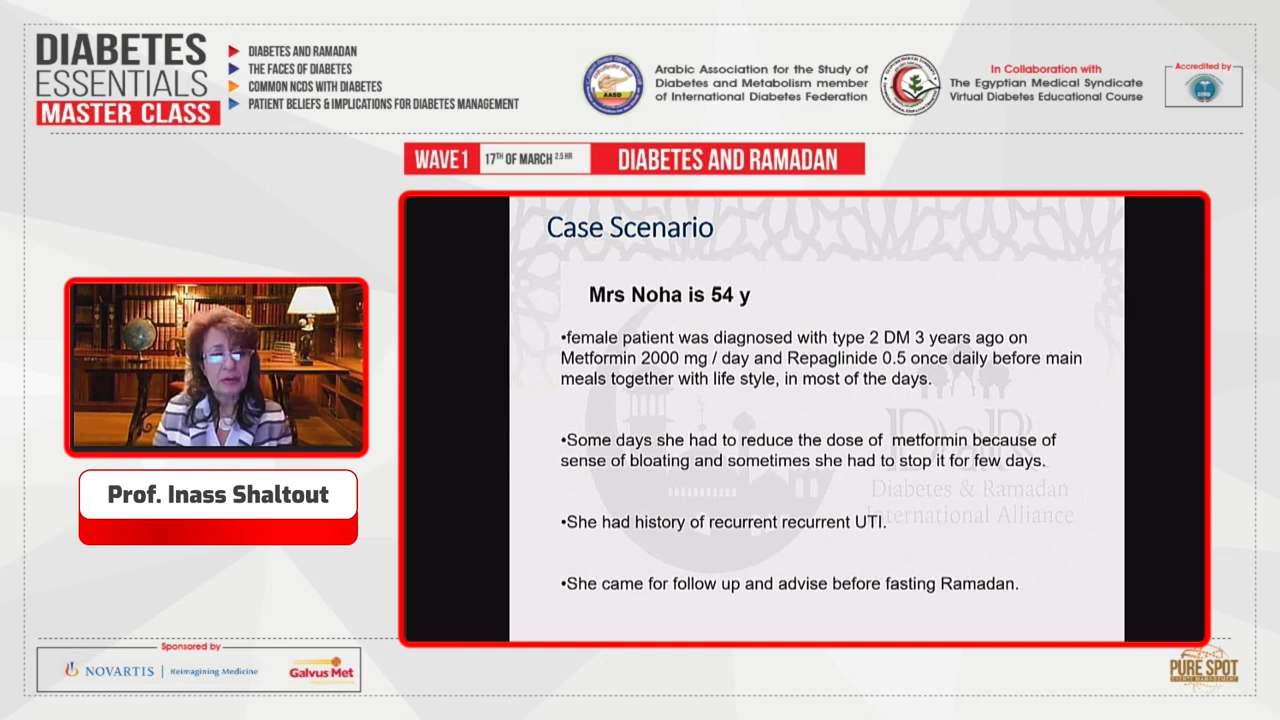 DIABETES
ESSENTIALS
MASTER CLASS
DIABETES AND RAMADAN
THE FACES OF DIABETES
COMMON NCDS WITH DIABETES
PATIENT BELIEFS & IMPLICATIONS FOR DIABETES MANAGEMENT
AASD
Arabic Association for the Study of
Diabetes and Metabolism member
of International Diabetes Federation
In Collaboration with
The Egyptian Medical Syndicate
Virtual Diabetes Educational Course
Accredited by
WAVE1 17TH OF MARCH 2.5 HR DIABETES AND RAMADAN
Case Scenario
Mrs Noha is 54 y
•female patient was diagnosed with type 2 DM 3 years ago on
Metformin 2000 mg / day and Repaglinide 0.5 once daily before main
meals together with life style, in most of the days.
•Some days she had to reduce the dose of metformin because of
sense of bloating and sometimes she had to stop it for few days.
DaR
Diabetes & Ramadan
International Alliance
•She had history of recurrent recurrent UTI.
•She came for follow up and advise before fasting Ramadan.
Prof. Inass Shaltout
Sponsored by
NOVARTIS | Reimagining Medicine
Galvus Met
PURE SPOT
EVENTS MANAGEMENT